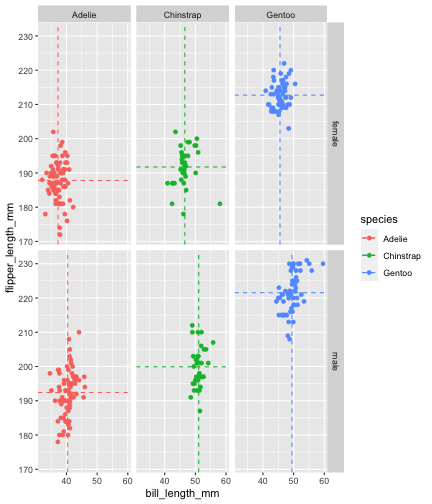 Adelie Chinstrap Gentoo
230
220
210
200
190
180
170
female
230
220
210
200
190
180
170
male
flipper_length_mm
40 50 60 40 50 60 40 50 60
bill_length_mm
species
Adelie
Chinstrap
Gentoo